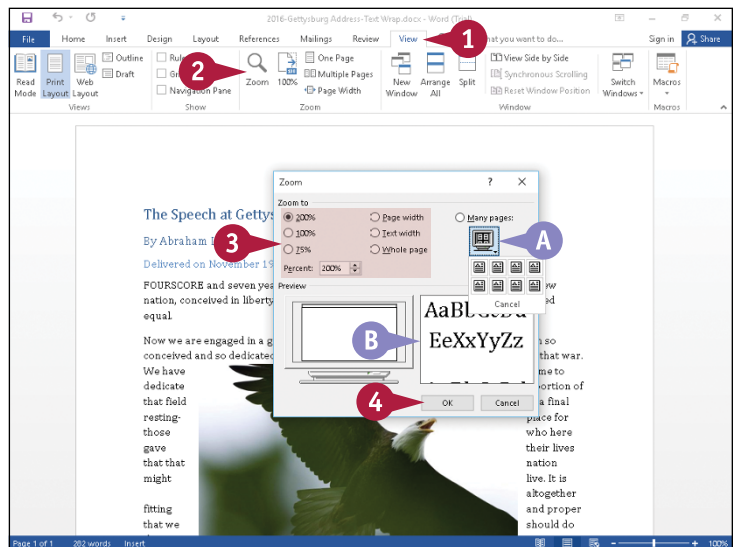 2016-Gettysburg Address-Text Wrap.docx - Word (Trial)
File Home Insert Design Layout References Mailings Review View 1 hat you want to do... Sign in Share
Read Mode
Print Layout
Web Layout
Outline
Draft
Views
Navigation Pane
Show
2
Zoom
100%
One Page
Multiple Pages
Page Width
Zoom
New Window
Arrange All
Split
View Side by Side
Synchronous Scrolling
Reset Window Position
Window
Switch Windows
Macros
Macros
Zoom ?
Zoom to
200% Page width Many pages:
100% Text width
75% Whole page
Percent: 200%
3
A
Cancel
Preview
EeXxYyZz
B
4
OK Cancel
The Speech at Gettys
By Abraham
Delivered on November 19
FOURSCORE and seven yea
nation, conceived in liberty
equal.
Now we are engaged in a g
conceived and so dedicated that war.
We have
dedicate
that field a final
resting- place for
those who here
gave their lives
that that nation
might live. It is
altogether
fitting and proper
that we should do
Page 1 of 1 282 words Insert 100%